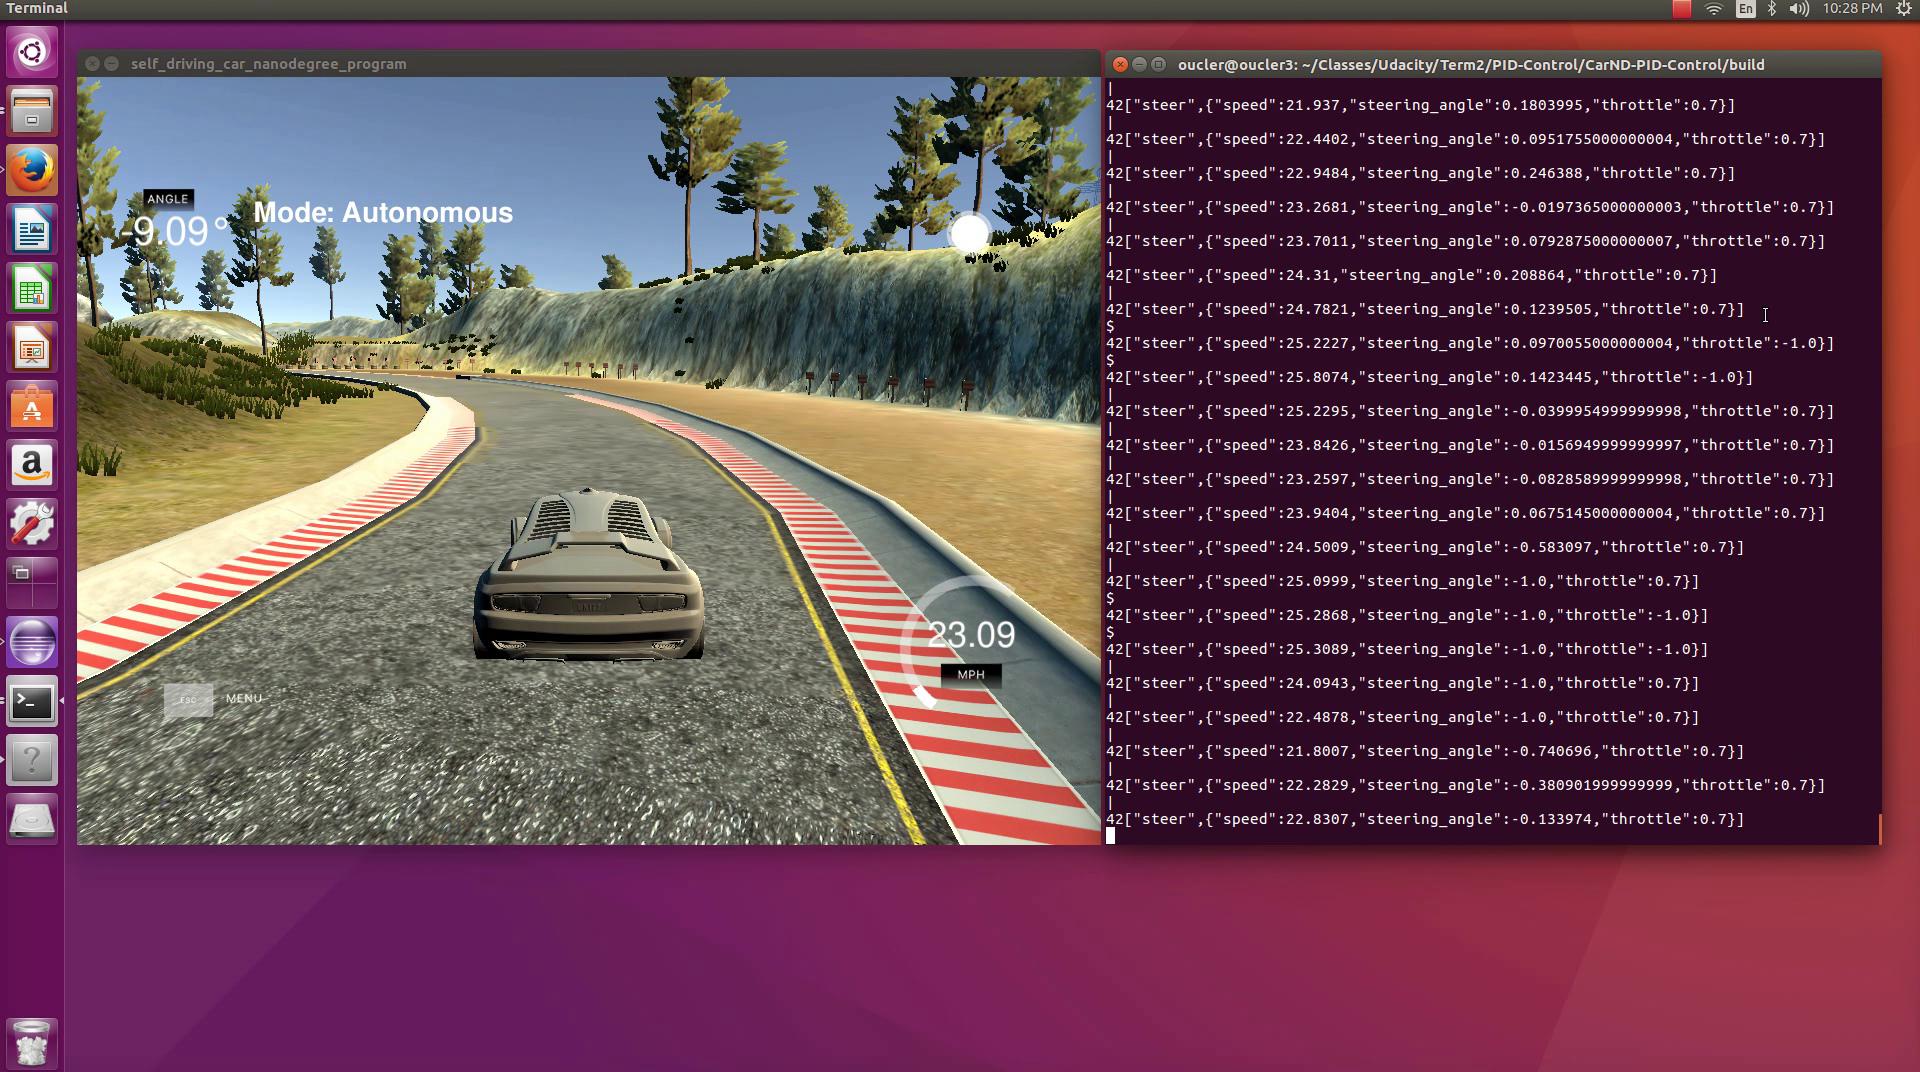 Terminal
En
10:28 PM
self_driving_car_nanodegree_program
ANGLE
-9.09°
Mode: Autonomous
23.09
MPH
ESC
MENU
oucler@oucler3: ~/Classes/Udacity/Term2/PID-Control/CarND-PID-Control/build
|
42["steer",{"speed":21.937,"steering_angle":0.1803995,"throttle":0.7}]
|
42["steer",{"speed":22.4402,"steering_angle":0.0951755000000004,"throttle":0.7}]
|
42["steer",{"speed":22.9484,"steering_angle":0.246388,"throttle":0.7}]
|
42["steer",{"speed":23.2681,"steering_angle":-0.0197365000000003,"throttle":0.7}]
|
42["steer",{"speed":23.7011,"steering_angle":0.0792875000000007,"throttle":0.7}]
|
42["steer",{"speed":24.31,"steering_angle":0.208864,"throttle":0.7}]
|
42["steer",{"speed":24.7821,"steering_angle":0.1239505,"throttle":0.7}]
$
42["steer",{"speed":25.2227,"steering_angle":0.0970055000000004,"throttle":-1.0}]
$
42["steer",{"speed":25.8074,"steering_angle":0.1423445,"throttle":-1.0}]
|
42["steer",{"speed":25.2295,"steering_angle":-0.0399954999999998,"throttle":0.7}]
|
42["steer",{"speed":23.8426,"steering_angle":-0.0156949999999997,"throttle":0.7}]
|
42["steer",{"speed":23.2597,"steering_angle":-0.0828589999999998,"throttle":0.7}]
|
42["steer",{"speed":23.9404,"steering_angle":0.0675145000000004,"throttle":0.7}]
|
42["steer",{"speed":24.5009,"steering_angle":-0.583097,"throttle":0.7}]
|
42["steer",{"speed":25.0999,"steering_angle":-1.0,"throttle":0.7}]
$
42["steer",{"speed":25.2868,"steering_angle":-1.0,"throttle":-1.0}]
$
42["steer",{"speed":25.3089,"steering_angle":-1.0,"throttle":-1.0}]
|
42["steer",{"speed":24.0943,"steering_angle":-1.0,"throttle":0.7}]
|
42["steer",{"speed":22.4878,"steering_angle":-1.0,"throttle":0.7}]
|
42["steer",{"speed":21.8007,"steering_angle":-0.740696,"throttle":0.7}]
|
42["steer",{"speed":22.2829,"steering_angle":-0.380901999999999,"throttle":0.7}]
|
42["steer",{"speed":22.8307,"steering_angle":-0.133974,"throttle":0.7}]